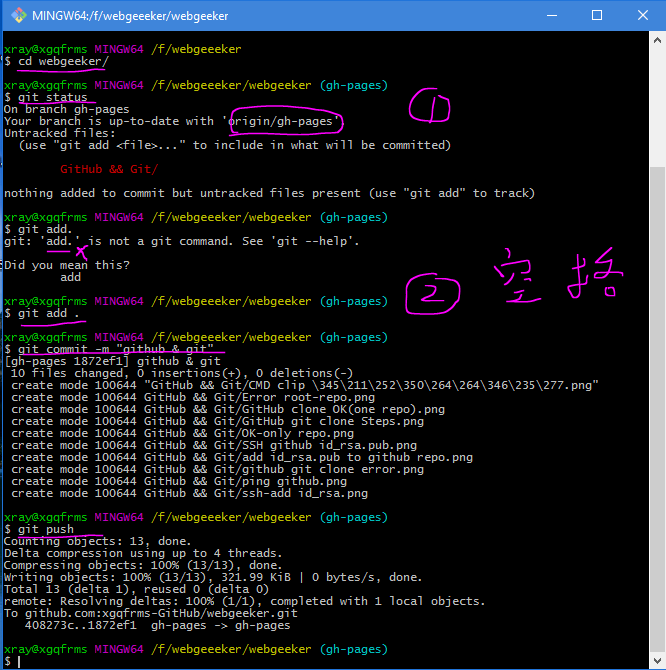 MINGW64:/f/webgeeeker/webgeeker
xray@xgqfrms MINGW64 /f/webgeeeker
$ cd webgeeker/
xray@xgqfrms MINGW64 /f/webgeeeker/webgeeker (gh-pages)
$ git status
On branch gh-pages
Your branch is up-to-date with 'origin/gh-pages'.
Untracked files:
(use "git add <file>..." to include in what will be committed)
GitHub && Git/
nothing added to commit but untracked files present (use "git add" to track)
1
xray@xgqfrms MINGW64 /f/webgeeeker/webgeeker (gh-pages)
$ git add.
git: 'add.' is not a git command. See 'git --help'.
Did you mean this?
add
2 空格
xray@xgqfrms MINGW64 /f/webgeeeker/webgeeker (gh-pages)
$ git add .
xray@xgqfrms MINGW64 /f/webgeeeker/webgeeker (gh-pages)
$ git commit -m "github & git"
[gh-pages 1872ef1] github & git
10 files changed, 0 insertions(+), 0 deletions(-)
create mode 100644 "GitHub && Git/CMD clip \345\211\252\350\264\264\346\235\277.png"
create mode 100644 GitHub && Git/Error root-repo.png
create mode 100644 GitHub && Git/GitHub clone OK(one repo).png
create mode 100644 GitHub && Git/GitHub git clone Steps.png
create mode 100644 GitHub && Git/OK-only repo.png
create mode 100644 GitHub && Git/SSH github id_rsa.pub.png
create mode 100644 GitHub && Git/add id_rsa.pub to github repo.png
create mode 100644 GitHub && Git/github git clone error.png
create mode 100644 GitHub && Git/ping github.png
create mode 100644 GitHub && Git/ssh-add id_rsa.png
xray@xgqfrms MINGW64 /f/webgeeeker/webgeeker (gh-pages)
$ git push
Counting objects: 13, done.
Delta compression using up to 4 threads.
Compressing objects: 100% (13/13), done.
Writing objects: 100% (13/13), 321.99 KiB | 0 bytes/s, done.
Total 13 (delta 1), reused 0 (delta 0)
remote: Resolving deltas: 100% (1/1), completed with 1 local objects.
To github.com:xgqfrms-GitHub/webgeeker.git
408273c..1872ef1  gh-pages -> gh-pages
xray@xgqfrms MINGW64 /f/webgeeeker/webgeeker (gh-pages)
$